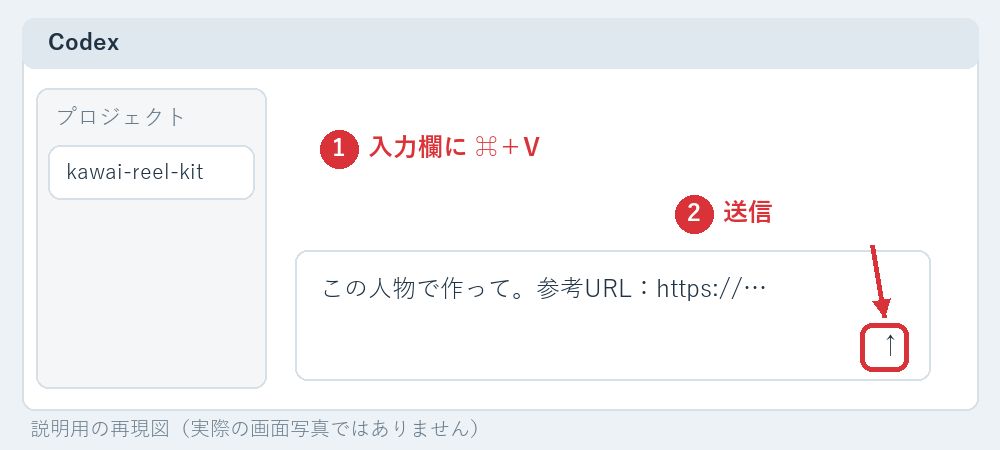 Codex
プロジェクト
kawai-reel-kit
1 入力欄に ⌘＋V
2 送信
この人物で作って。参考URL：https://…
↑
説明用の再現図（実際の画面写真ではありません）